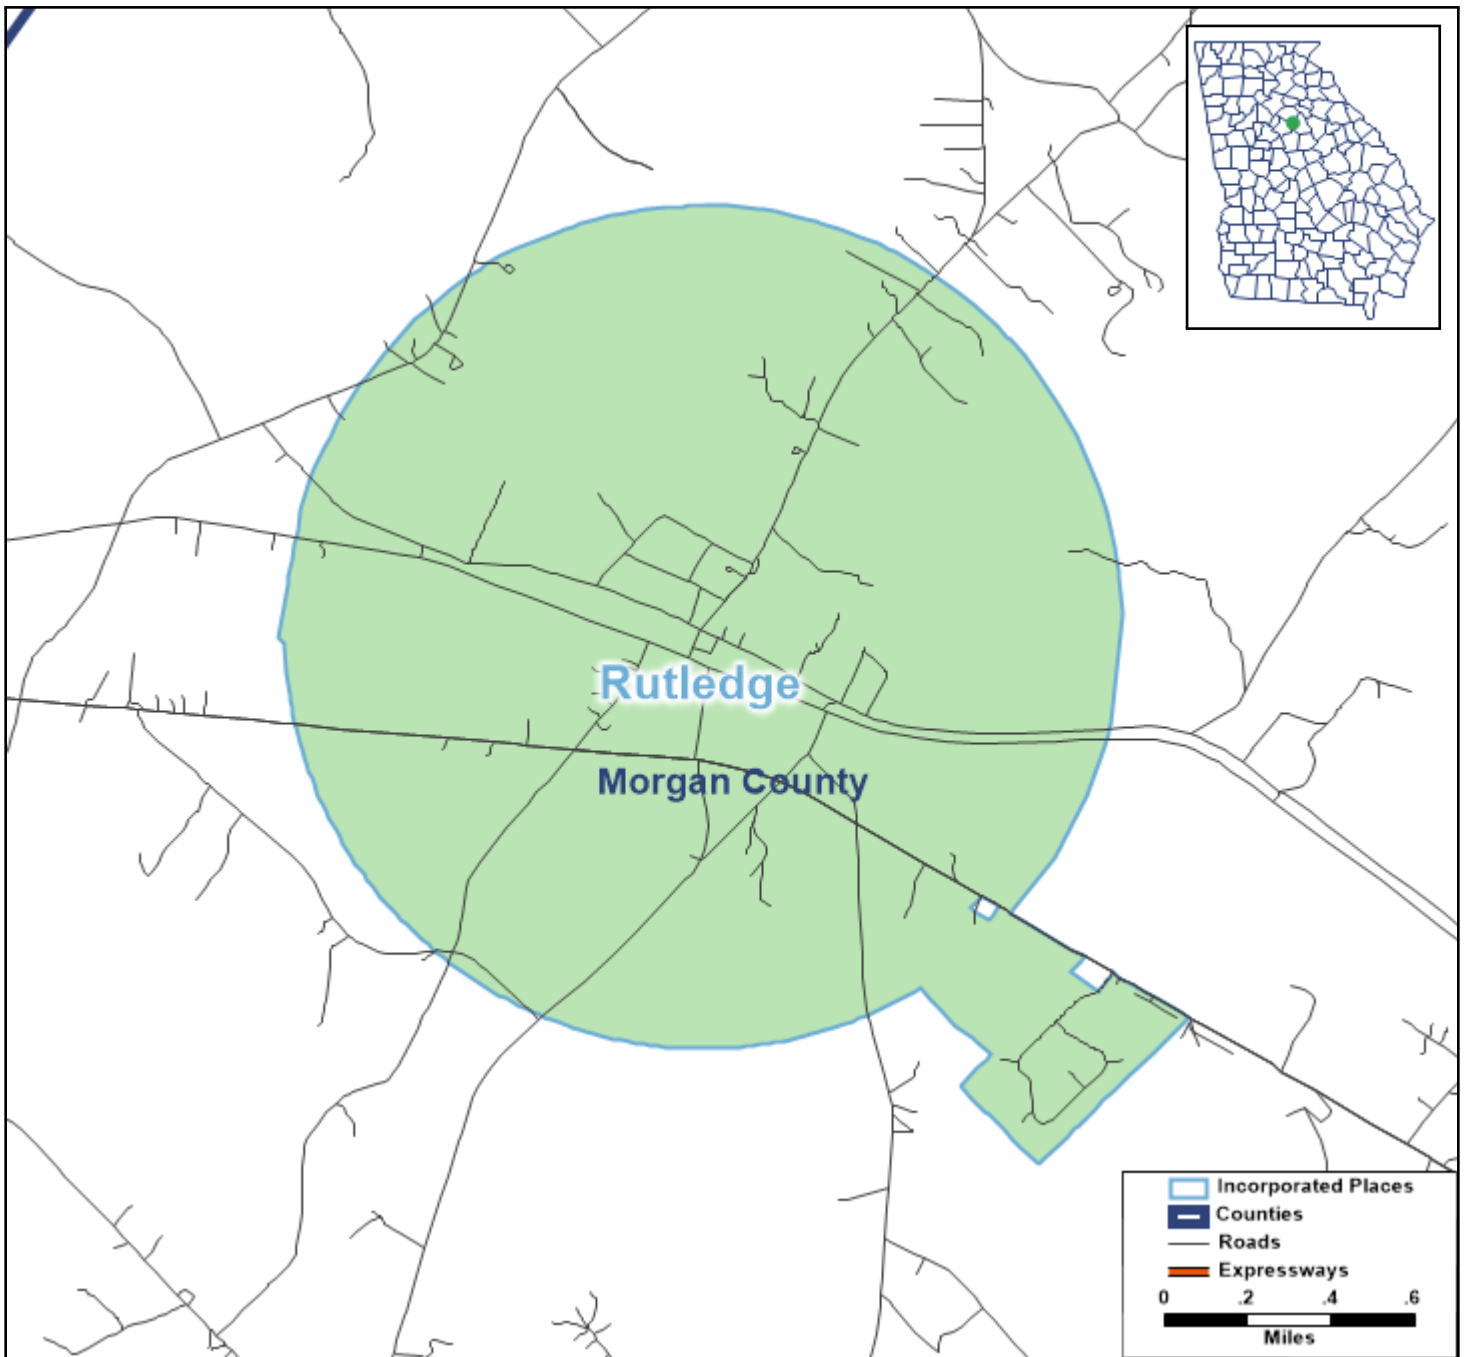 Rutledge
Morgan County
Incorporated Places
Counties
Roads
Expressways
0 .2 .4 .6
Miles